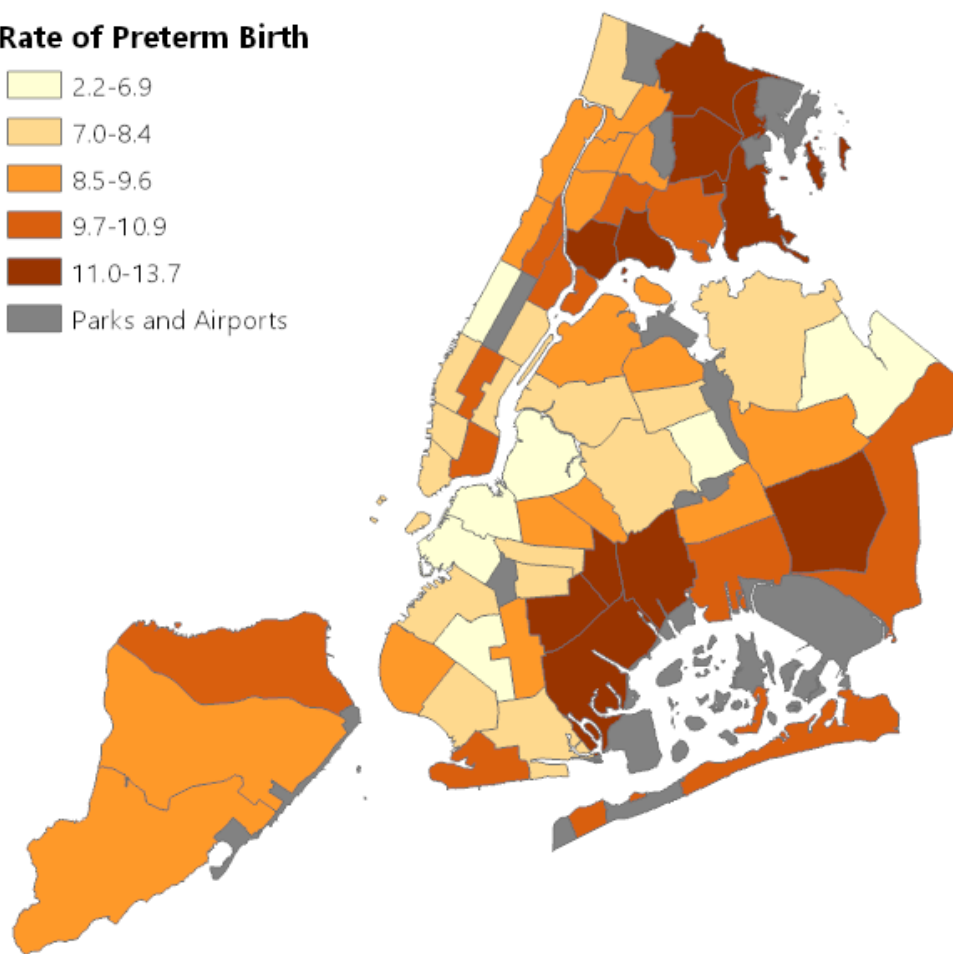 Rate of Preterm Birth
2.2-6.9
7.0-8.4
8.5-9.6
9.7-10.9
11.0-13.7
Parks and Airports